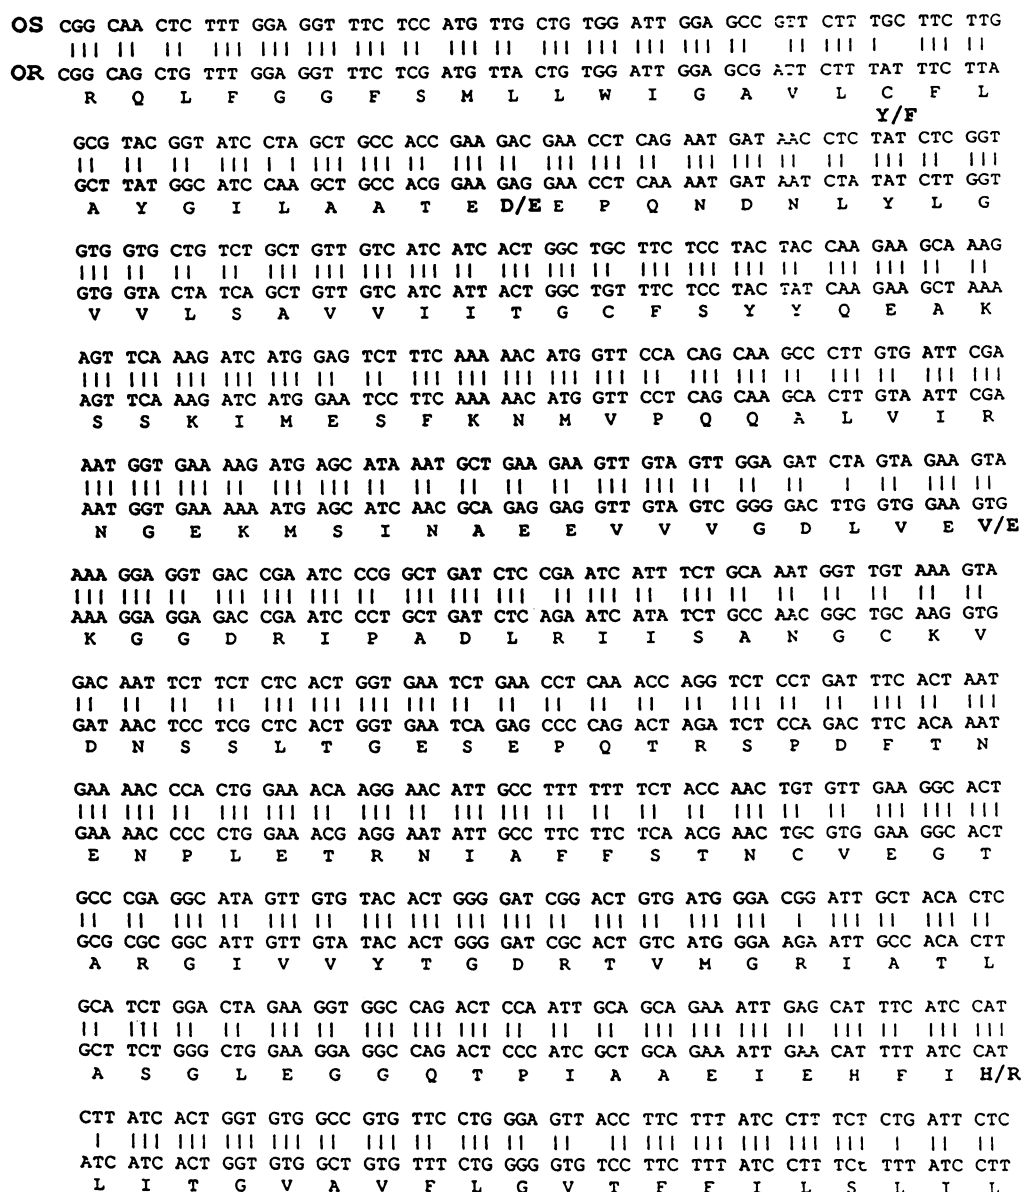 OS CGG CAA CTC TTT GGA GGT TTC TCC ATG TTG CTG TGG ATT GGA GCC GTT CTT TGC TTC TTG
||| || || ||| ||| ||| ||| || ||| || ||| ||| ||| ||| || || ||| | ||| ||
OR CGG CAG CTG TTT GGA GGT TTC TCG ATG TTA CTG TGG ATT GGA GCG ATT CTT TAT TTC TTA
R Q L F G G F S M L L W I G A V L C F L
Y/F
GCG TAC GGT ATC CTA GCT GCC ACC GAA GAC GAA CCT CAG AAT GAT AAC CTC TAT CTC GGT
|| || || ||| | | ||| ||| || ||| || ||| ||| || ||| ||| || || ||| || |||
GCT TAT GGC ATC CAA GCT GCC ACG GAA GAG GAA CCT CAA AAT GAT AAT CTA TAT CTT GGT
A Y G I L A A T E D/E E P Q N D N L Y L G
GTG GTG CTG TCT GCT GTT GTC ATC ATC ACT GGC TGC TTC TCC TAC TAC CAA GAA GCA AAG
||| || || || ||| ||| ||| ||| || ||| ||| || ||| ||| ||| || ||| ||| || ||
GTG GTA CTA TCA GCT GTT GTC ATC ATT ACT GGC TGT TTC TCC TAC TAT CAA GAA GCT AAA
V V L S A V V I I T G C F S Y Y Q E A K
AGT TCA AAG ATC ATG GAG TCT TTC AAA AAC ATG GTT CCA CAG CAA GCC CTT GTG ATT CGA
||| ||| ||| ||| ||| || || ||| ||| ||| ||| ||| || ||| ||| || ||| || ||| |||
AGT TCA AAG ATC ATG GAA TCC TTC AAA AAC ATG GTT CCT CAG CAA GCA CTT GTA ATT CGA
S S K I M E S F K N M V P Q Q A L V I R
AAT GGT GAA AAG ATG AGC ATA AAT GCT GAA GAA GTT GTA GTT GGA GAT CTA GTA GAA GTA
||| ||| ||| || ||| ||| || || || || || ||| ||| || || || | || ||| ||
AAT GGT GAA AAA ATG AGC ATC AAC GCA GAG GAG GTT GTA GTC GGG GAC TTG GTG GAA GTG
N G E K M S I N A E E V V V G D L V E V/E
AAA GGA GGT GAC CGA ATC CCG GCT GAT CTC CGA ATC ATT TCT GCA AAT GGT TGT AAA GTA
||| ||| || ||| ||| ||| || ||| ||| ||| || ||| || ||| || || || || || ||
AAA GGA GGA GAC CGA ATC CCT GCT GAT CTC AGA ATC ATA TCT GCC AAC GGC TGC AAG GTG
K G G D R I P A D L R I I S A N G C K V
GAC AAT TCT TCT CTC ACT GGT GAA TCT GAA CCT CAA ACC AGG TCT CCT GAT TTC ACT AAT
|| || || || ||| ||| ||| ||| || || || || || || ||| || || ||| || |||
GAT AAC TCC TCG CTC ACT GGT GAA TCA GAG CCC CAG ACT AGA TCT CCA GAC TTC ACA AAT
D N S S L T G E S E P Q T R S P D F T N
GAA AAC CCA CTG GAA ACA AGG AAC ATT GCC TTT TTT TCT ACC AAC TGT GTT GAA GGC ACT
||| ||| || ||| ||| || ||| || ||| ||| || || || || ||| || || ||| ||| |||
GAA AAC CCC CTG GAA ACG AGG AAT ATT GCC TTC TTC TCA ACG AAC TGC GTG GAA GGC ACT
E N P L E T R N I A F F S T N C V E G T
GCC CGA GGC ATA GTT GTG TAC ACT GGG GAT CGG ACT GTG ATG GGA CGG ATT GCT ACA CTC
|| || ||| || ||| || ||| ||| ||| ||| || ||| || ||| || | ||| || ||| ||
GCG CGC GGC ATT GTT GTA TAC ACT GGG GAT CGC ACT GTC ATG GGA AGA ATT GCC ACA CTT
A R G I V V Y T G D R T V M G R I A T L
GCA TCT GGA CTA GAA GGT GGC CAG ACT CCA ATT GCA GCA GAA ATT GAG CAT TTC ATC CAT
|| ||| || || ||| || ||| ||| ||| || || || ||| ||| ||| || ||| || ||| |||
GCT TCT GGG CTG GAA GGA GGC CAG ACT CCC ATC GCT GCA GAA ATT GAA CAT TTT ATC CAT
A S G L E G G Q T P I A A E I E H F I H/R
CTT ATC ACT GGT GTG GCC GTG TTC CTG GGA GTT ACC TTC TTT ATC CTT TCT CTG ATT CTC
| ||| ||| ||| ||| || ||| || ||| || || || ||| ||| ||| ||| || | || ||
ATC ATC ACT GGT GTG GCT GTG TTT CTG GGG GTG TCC TTC TTT ATC CTT TCt TTT ATC CTT
L I T G V A V F L G V T F F I L S L I L